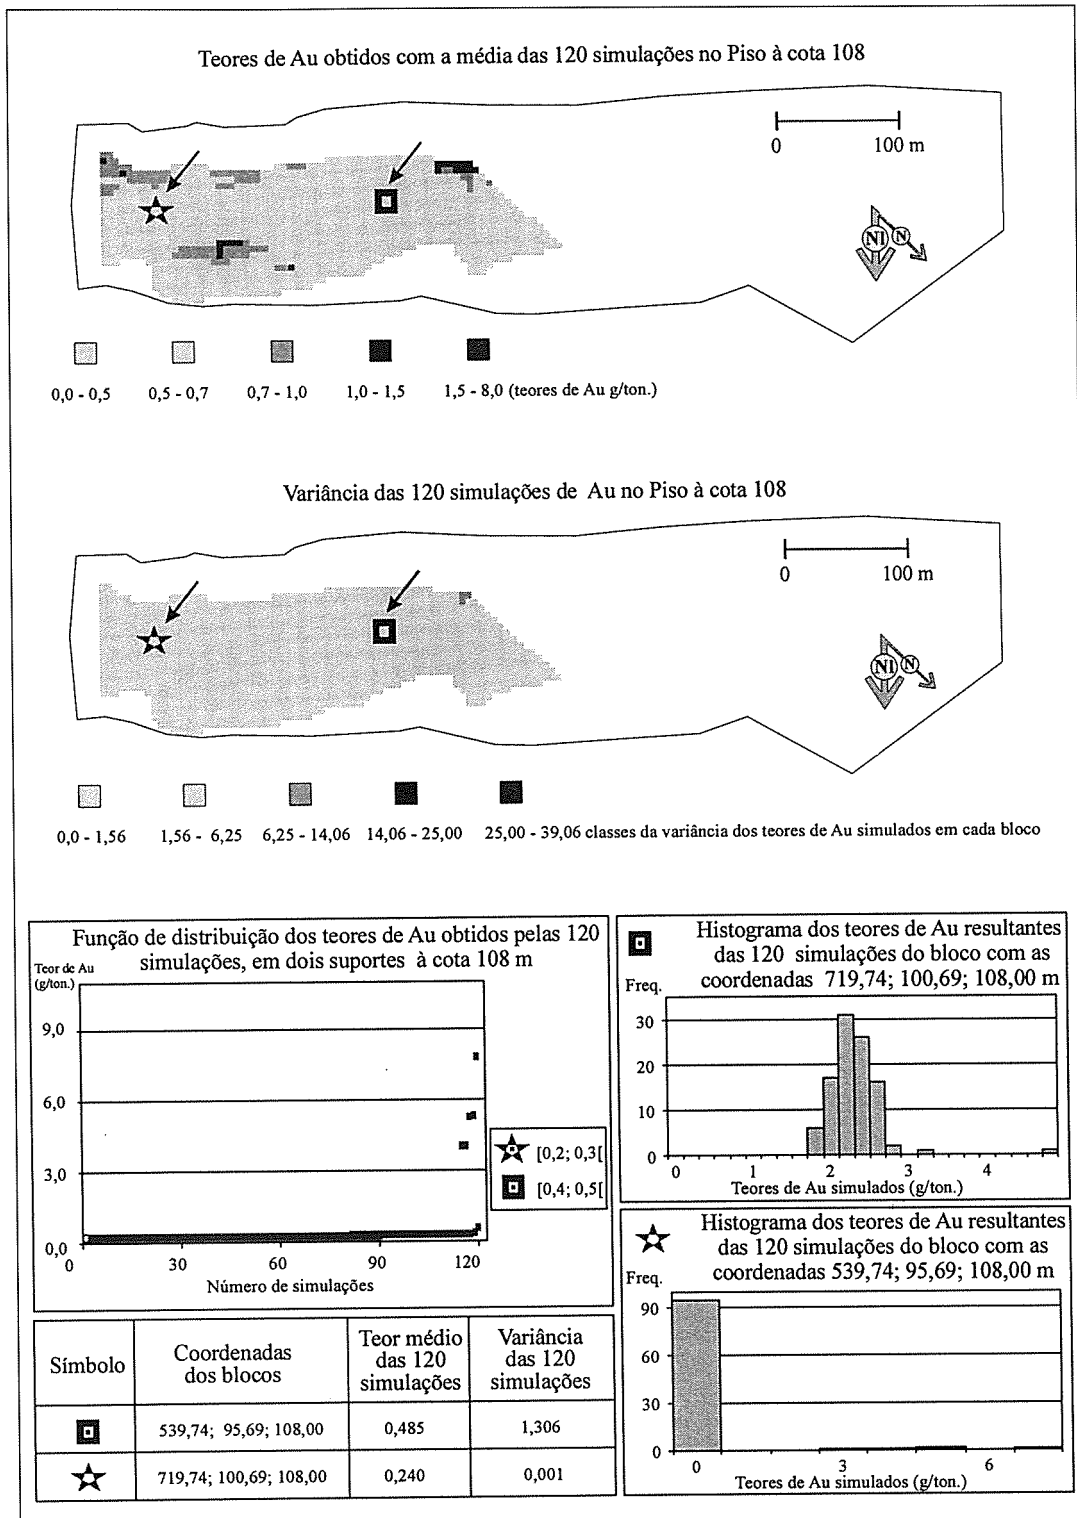 Teores de Au obtidos com a média das 120 simulações no Piso à cota 108
0 100 m
NI N
0,0 - 0,5 0,5 - 0,7 0,7 - 1,0 1,0 - 1,5 1,5 - 8,0 (teores de Au g/ton.)
Variância das 120 simulações de Au no Piso à cota 108
0 100 m
NI N
0,0 - 1,56 1,56 - 6,25 6,25 - 14,06 14,06 - 25,00 25,00 - 39,06 classes da variância dos teores de Au simulados em cada bloco
Função de distribuição dos teores de Au obtidos pelas 120
simulações, em dois suportes à cota 108 m
Teor de Au
(g/ton.)
9,0
6,0
3,0
0,0
0 30 60 90 120
Número de simulações
[0,2; 0,3[
[0,4; 0,5[
Histograma dos teores de Au resultantes
das 120 simulações do bloco com as
coordenadas 719,74; 100,69; 108,00 m
Freq.
30
20
10
0
0 1 2 3 4
Teores de Au simulados (g/ton.)
Histograma dos teores de Au resultantes
das 120 simulações do bloco com as
coordenadas 539,74; 95,69; 108,00 m
Freq.
90
60
30
0
0 3 6
Teores de Au simulados (g/ton.)
Símbolo
Coordenadas
dos blocos
Teor médio
das 120
simulações
Variância
das 120
simulações
539,74; 95,69; 108,00 0,485 1,306
719,74; 100,69; 108,00 0,240 0,001